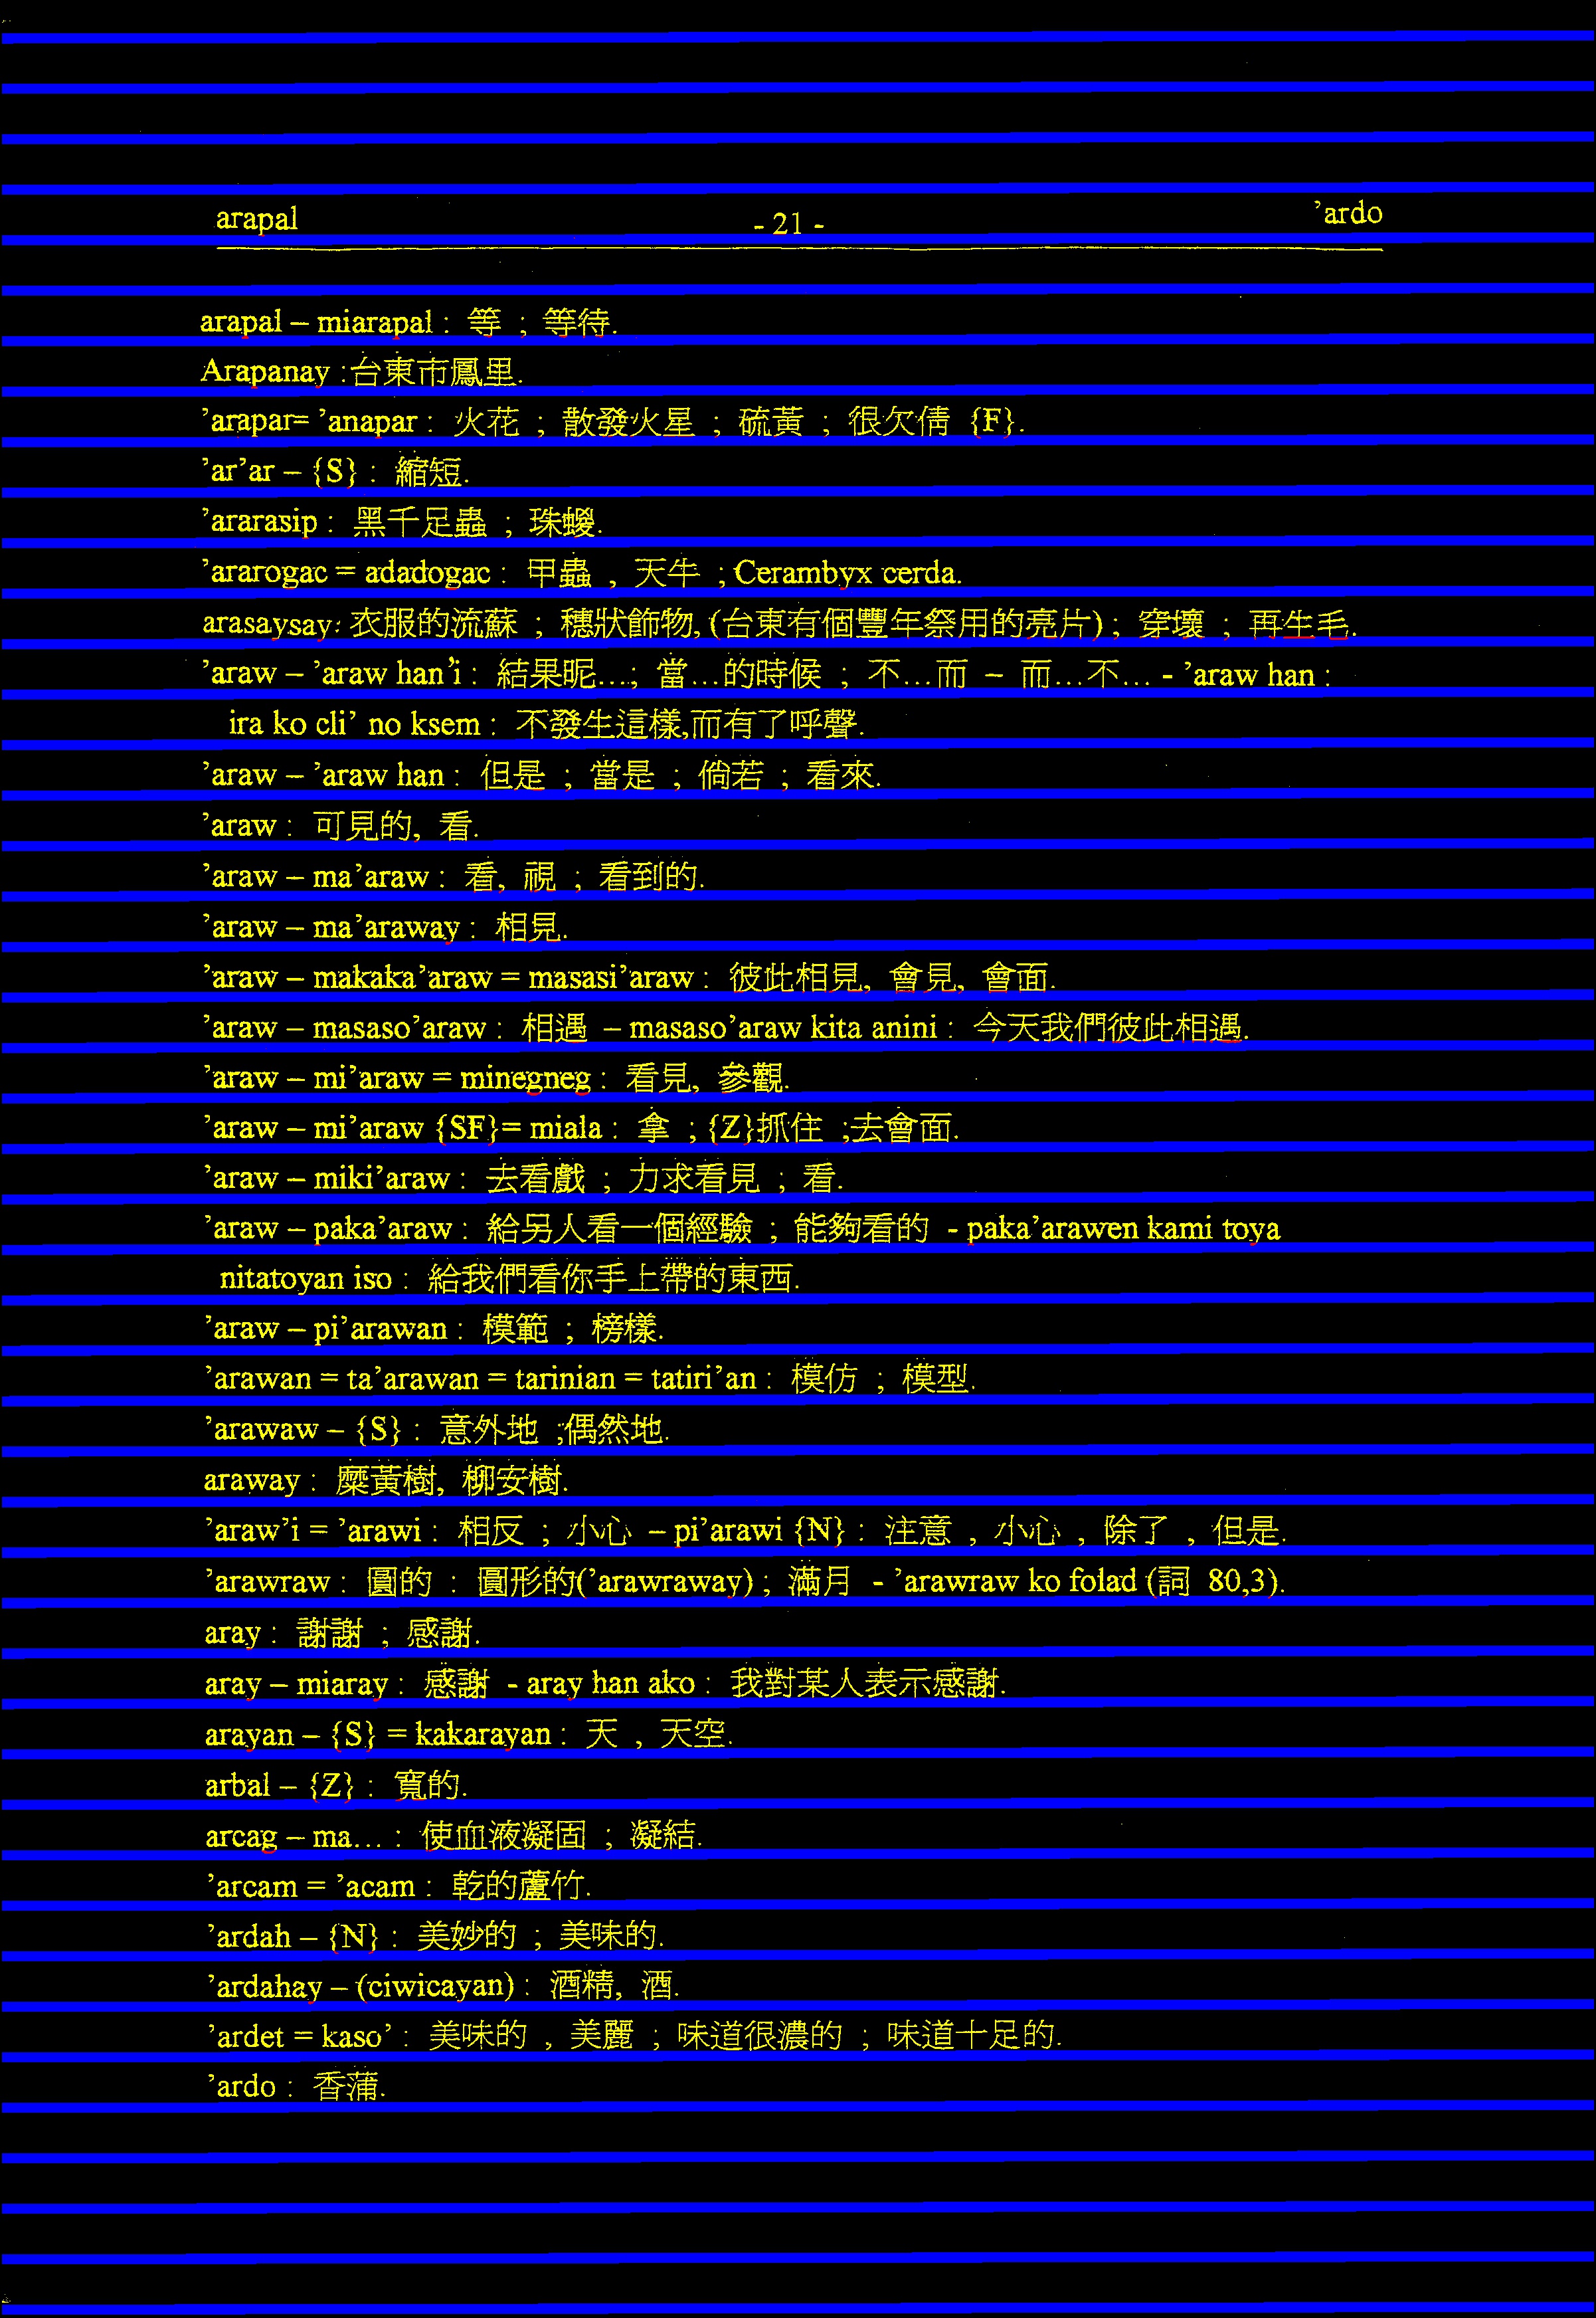 arapal - 21 - ’ardo
arapal – miarapal : 等 ; 等待.
Arapanay :台東市鳳里.
’arapar= ’anapar : 火花 ; 散發火星 ; 硫黃 ; 很欠債 {F}.
’ar’ar – {S} : 縮短.
’ararasip : 黑千足蟲 ; 珠蝬.
’ararogac = adadogac : 甲蟲 , 天牛 ; Cerambyx cerda.
arasaysay: 衣服的流蘇 ; 穗狀飾物, (台東有個豐年祭用的亮片) ; 穿壞 ; 再生毛.
’araw – ’araw han’i : 結果呢…; 當…的時候 ; 不…而 – 而…不… - ’araw han :
ira ko cli’ no ksem : 不發生這樣,而有了呼聲.
’araw – ’araw han : 但是 ; 當是 ; 倘若 ; 看來.
’araw : 可見的, 看.
’araw – ma’araw : 看, 視 ; 看到的.
’araw – ma’araway : 相見.
’araw – makaka’araw = masasi’araw : 彼此相見, 會見, 會面.
’araw – masaso’araw : 相遇 – masaso’araw kita anini : 今天我們彼此相遇.
’araw – mi’araw = minegneg : 看見, 參觀.
’araw – mi’araw {SF}= miala : 拿 ; {Z}抓住 ;去會面.
’araw – miki’araw : 去看戲 ; 力求看見 ; 看.
’araw – paka’araw : 給另人看一個經驗 ; 能夠看的 - paka’arawen kami toya
nitatoyan iso : 給我們看你手上帶的東西.
’araw – pi’arawan : 模範 ; 榜樣.
’arawan = ta’arawan = tarinian = tatiri’an : 模仿 ; 模型.
’arawaw – {S} : 意外地 ;偶然地.
araway : 糜黃樹, 柳安樹.
’araw’i = ’arawi : 相反 ; 小心 – pi’arawi {N} : 注意 , 小心 , 除了 , 但是.
’arawraw : 圓的 : 圓形的(’arawraway) ; 滿月 - ’arawraw ko folad (詞 80,3).
aray : 謝謝 ; 感謝.
aray – miaray : 感謝 - aray han ako : 我對某人表示感謝.
arayan – {S} = kakarayan : 天 , 天空.
arbal – {Z} : 寬的.
arcag – ma… : 使血液凝固 ; 凝結.
’arcam = ’acam : 乾的蘆竹.
’ardah – {N} : 美妙的 ; 美味的.
’ardahay – (ciwicayan) : 酒精, 酒.
’ardet = kaso’ : 美味的 , 美麗 ; 味道很濃的 ; 味道十足的.
’ardo : 香蒲.